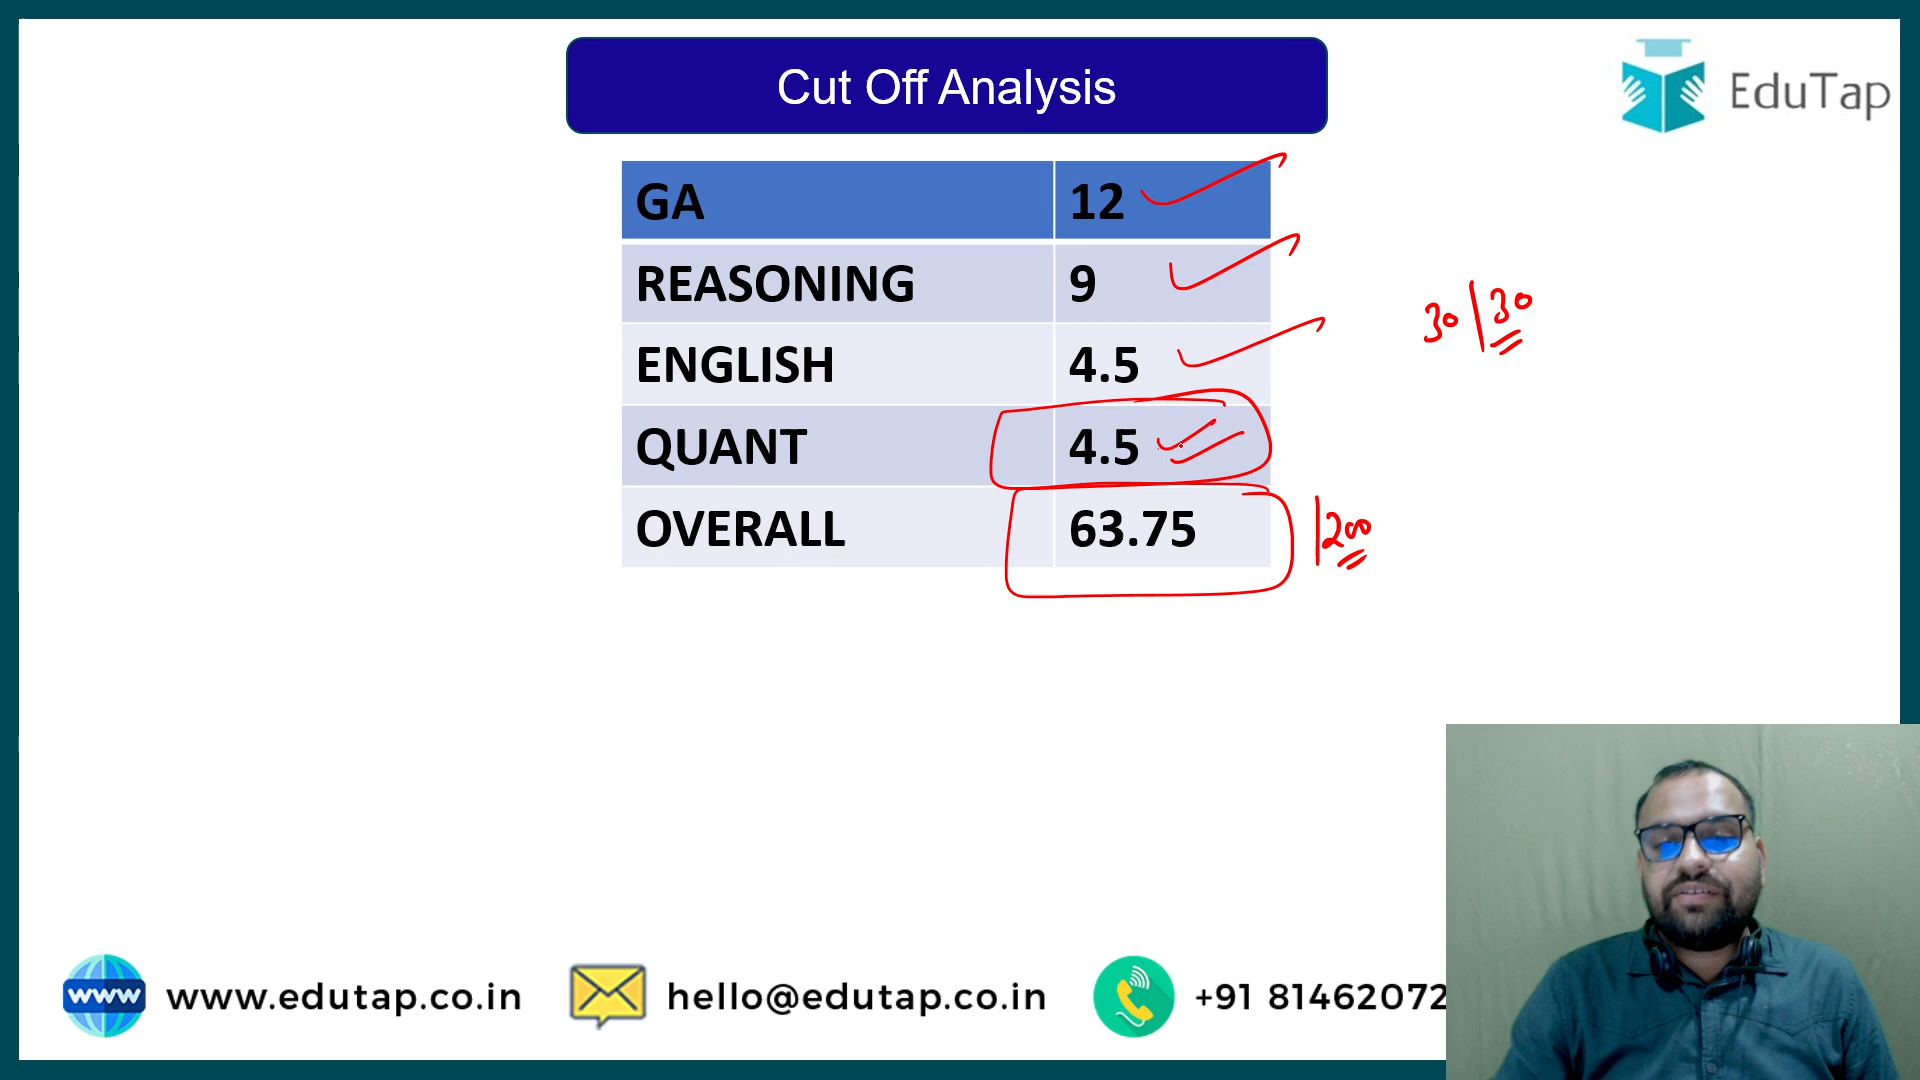 Cut Off Analysis
EduTap
GA 12
REASONING 9
30 | 30
ENGLISH 4.5
QUANT 4.5
OVERALL 63.75 | 200
www www.edutap.co.in hello@edutap.co.in +91 81462072